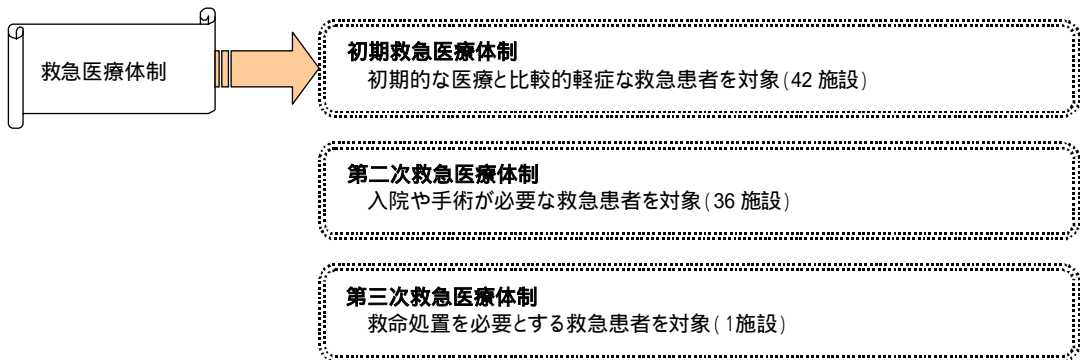 救急医療体制
初期救急医療体制
初期的な医療と比較的軽症な救急患者を対象(42 施設)
第二次救急医療体制
入院や手術が必要な救急患者を対象(36 施設)
第三次救急医療体制
救命処置を必要とする救急患者を対象(1施設)